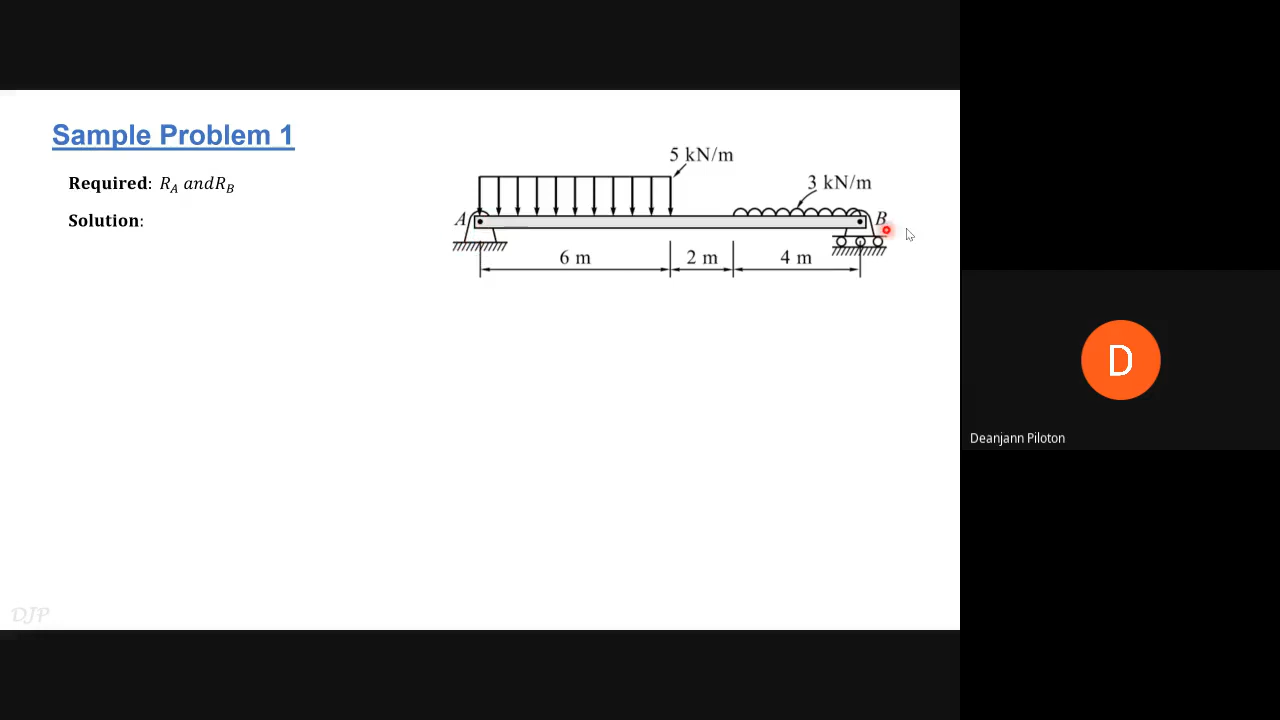 Sample Problem 1
Required: R_A andR_B
Solution:
5 kN/m
3 kN/m
A
B
6 m
2 m
4 m
DJP
D
Deanjann Piloton